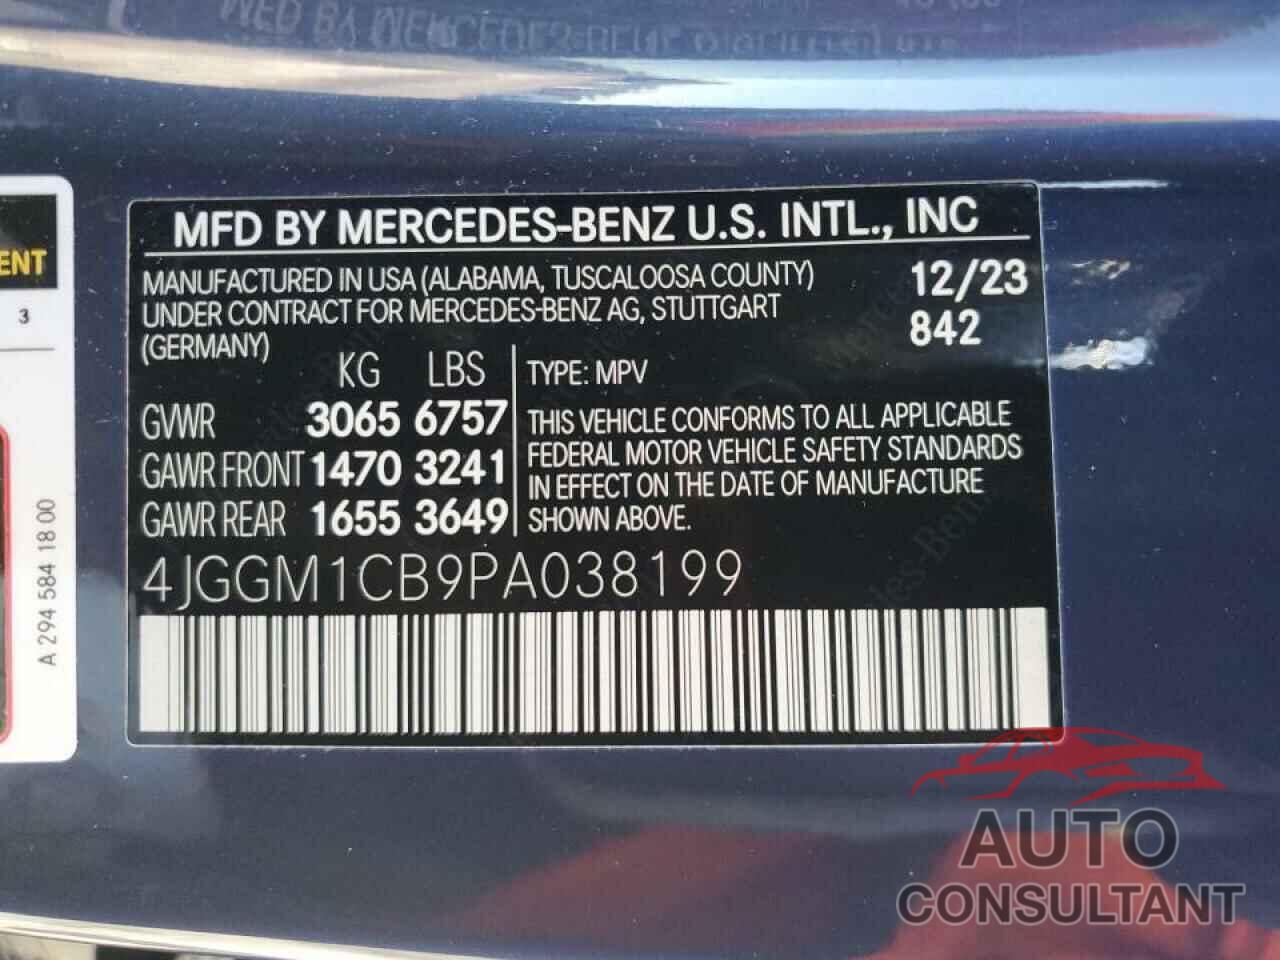 MFD BY MERCEDES-BENZ U.S. INTL., INC
MANUFACTURED IN USA (ALABAMA, TUSCALOOSA COUNTY)
UNDER CONTRACT FOR MERCEDES-BENZ AG, STUTTGART
(GERMANY)
12/23
842
KG LBS
GVWR 3065 6757
GAWR FRONT 1470 3241
GAWR REAR 1655 3649
TYPE: MPV
THIS VEHICLE CONFORMS TO ALL APPLICABLE
FEDERAL MOTOR VEHICLE SAFETY STANDARDS
IN EFFECT ON THE DATE OF MANUFACTURE
SHOWN ABOVE.
4JGGM1CB9PA038199
ENT
3
A 294 584 18 00
AUTO
CONSULTANT